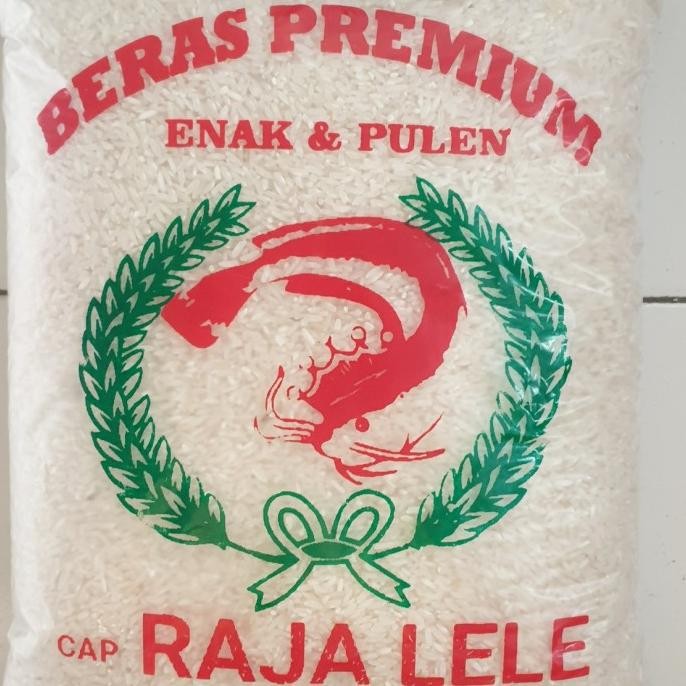 BERAS PREMIUM
ENAK & PULEN
CAP RAJA LELE